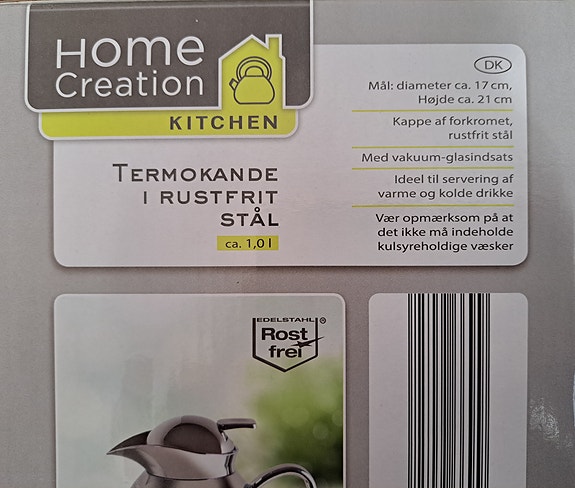 Home
Creation
KITCHEN
TERMOKANDE
I RUSTFRIT
STÅL
ca. 1,0 l
DK
Mål: diameter ca. 17 cm,
Højde ca. 21 cm
Kappe af forkromet,
rustfrit stål
Med vakuum-glasindsats
Ideel til servering af
varme og kolde drikke
Vær opmærksom på at
det ikke må indeholde
kulsyreholdige væsker
EDELSTAHL®
Rost
frei